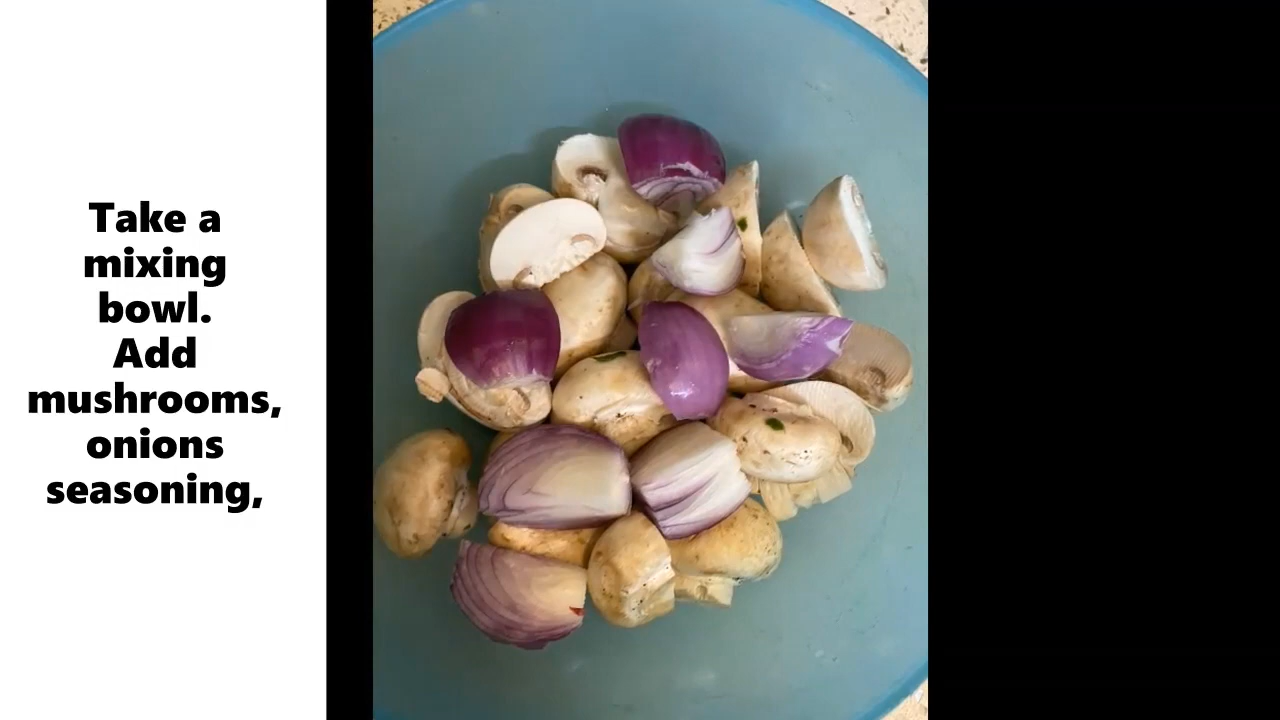 Take a
mixing
bowl.
Add
mushrooms,
onions
seasoning,